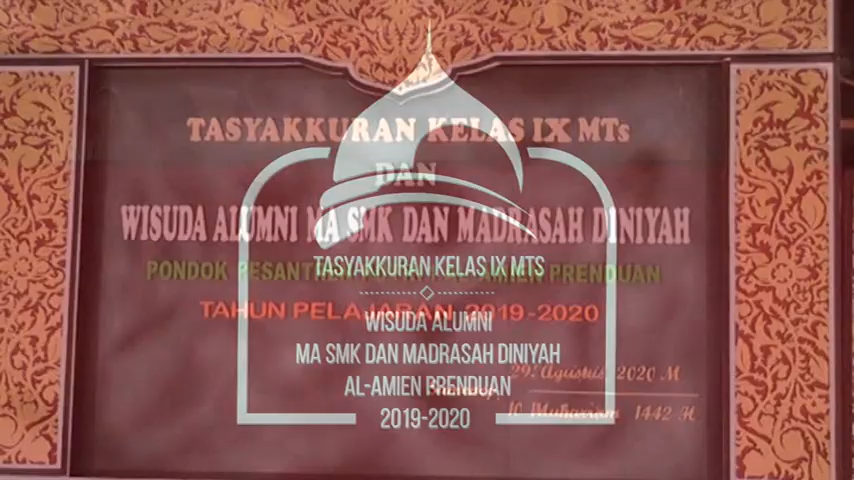 TASYAKKURAN KELAS IX MTs
DAN
WISUDA ALUMNI MA SMK DAN MADRASAH DINIYAH
PONDOK PESANTREN AL-AMIEN PRENDUAN
TAHUN PELAJARAN 2019-2020
29 Agustus 2020 M
10 Muharram 1442 H
TASYAKKURAN KELAS IX MTS
WISUDA ALUMNI
MA SMK DAN MADRASAH DINIYAH
AL-AMIEN PRENDUAN
2019-2020